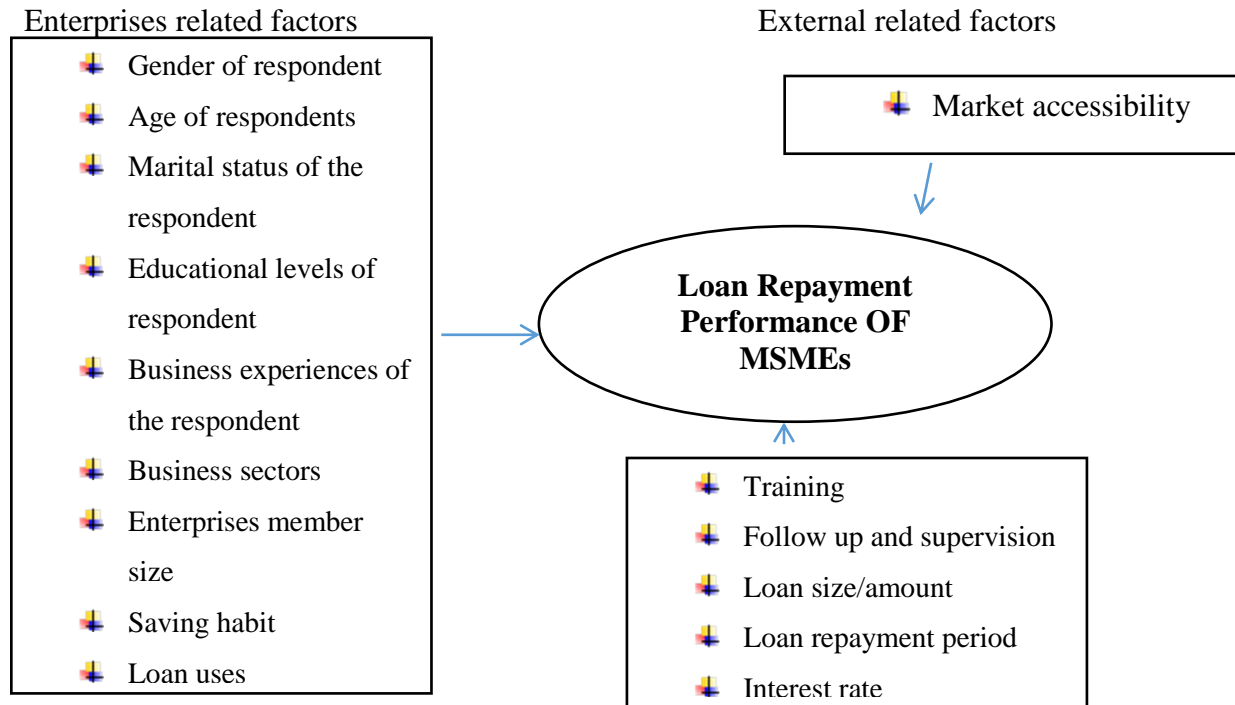 Enterprises related factors
Gender of respondent
Age of respondents
Marital status of the
respondent
Educational levels of
respondent
Business experiences of
the respondent
Business sectors
Enterprises member
size
Saving habit
Loan uses
External related factors
Market accessibility
Loan Repayment
Performance OF
MSMEs
Training
Follow up and supervision
Loan size/amount
Loan repayment period
Interest rate